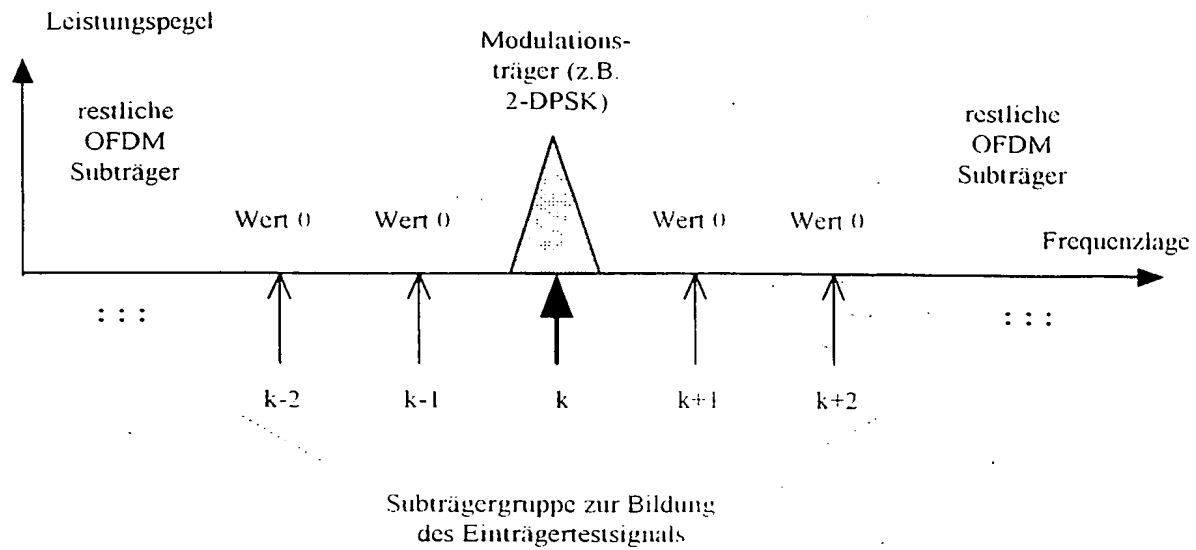 Leistungspegel
Modulations-
träger (z.B.
2-DPSK)
restliche
OFDM
Subträger
restliche
OFDM
Subträger
Wert 0
Wert 0
Wert 0
Wert 0
Frequenzlage
: : :
: : :
k-2
k-1
k
k+1
k+2
Subträgergruppe zur Bildung
des Einträgertestsignals